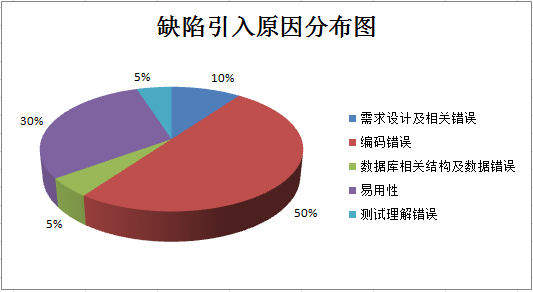 缺陷引入原因分布图
5%
10%
30%
50%
5%
需求设计及相关错误
编码错误
数据库相关结构及数据错误
易用性
测试理解错误